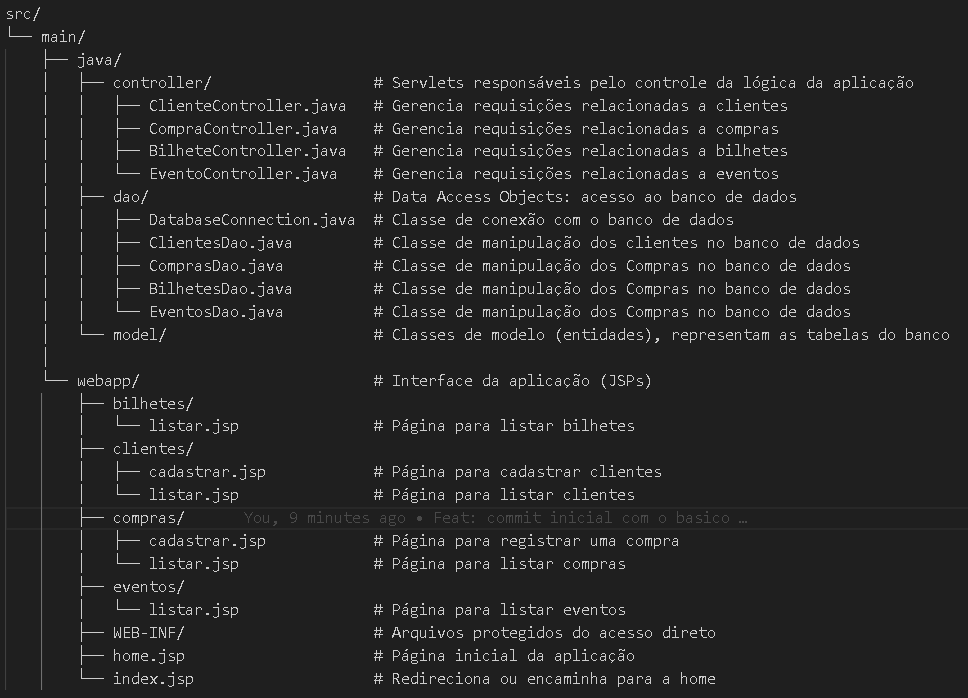 src/
└── main/
    ├── java/
    │   ├── controller/                  # Servlets responsáveis pelo controle da lógica da aplicação
    │   │   ├── ClienteController.java   # Gerencia requisições relacionadas a clientes
    │   │   ├── CompraController.java    # Gerencia requisições relacionadas a compras
    │   │   ├── BilheteController.java   # Gerencia requisições relacionadas a bilhetes
    │   │   └── EventoController.java    # Gerencia requisições relacionadas a eventos
    │   ├── dao/                         # Data Access Objects: acesso ao banco de dados
    │   │   ├── DatabaseConnection.java  # Classe de conexão com o banco de dados
    │   │   ├── ClientesDao.java         # Classe de manipulação dos clientes no banco de dados
    │   │   ├── ComprasDao.java          # Classe de manipulação dos Compras no banco de dados
    │   │   ├── BilhetesDao.java         # Classe de manipulação dos Compras no banco de dados
    │   │   └── EventosDao.java          # Classe de manipulação dos Compras no banco de dados
    │   └── model/                       # Classes de modelo (entidades), representam as tabelas do banco
    │
    └── webapp/                          # Interface da aplicação (JSPs)
        ├── bilhetes/
        │   └── listar.jsp               # Página para listar bilhetes
        ├── clientes/
        │   ├── cadastrar.jsp            # Página para cadastrar clientes
        │   └── listar.jsp               # Página para listar clientes
        ├── compras/       You, 9 minutes ago • Feat: commit inicial com o basico …
        │   ├── cadastrar.jsp            # Página para registrar uma compra
        │   └── listar.jsp               # Página para listar compras
        ├── eventos/
        │   └── listar.jsp               # Página para listar eventos
        ├── WEB-INF/                     # Arquivos protegidos do acesso direto
        ├── home.jsp                     # Página inicial da aplicação
        └── index.jsp                    # Redireciona ou encaminha para a home